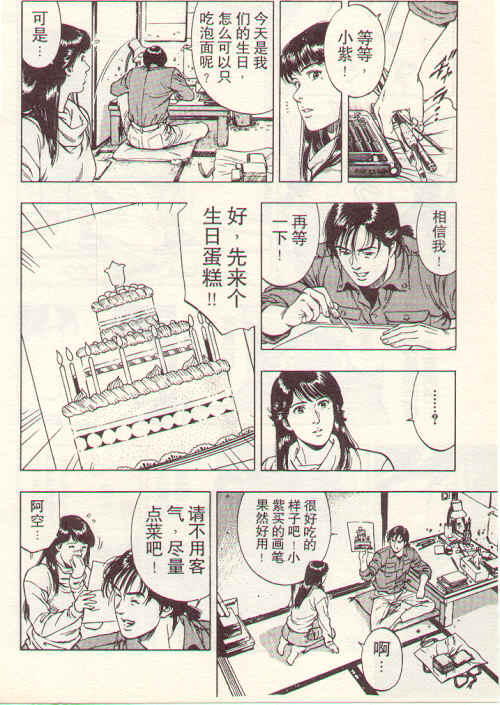 等等，
小紫！
…
今天是我
们的生日，
怎么可以只
吃泡面呢？
可是…
相信我！
再等
一下！
……？
好，先来个
生日蛋糕!!
很好吃的
样子吧！小
紫买的画笔
果然好用！
啊…
请不用客
气，尽量
点菜吧！
阿空…